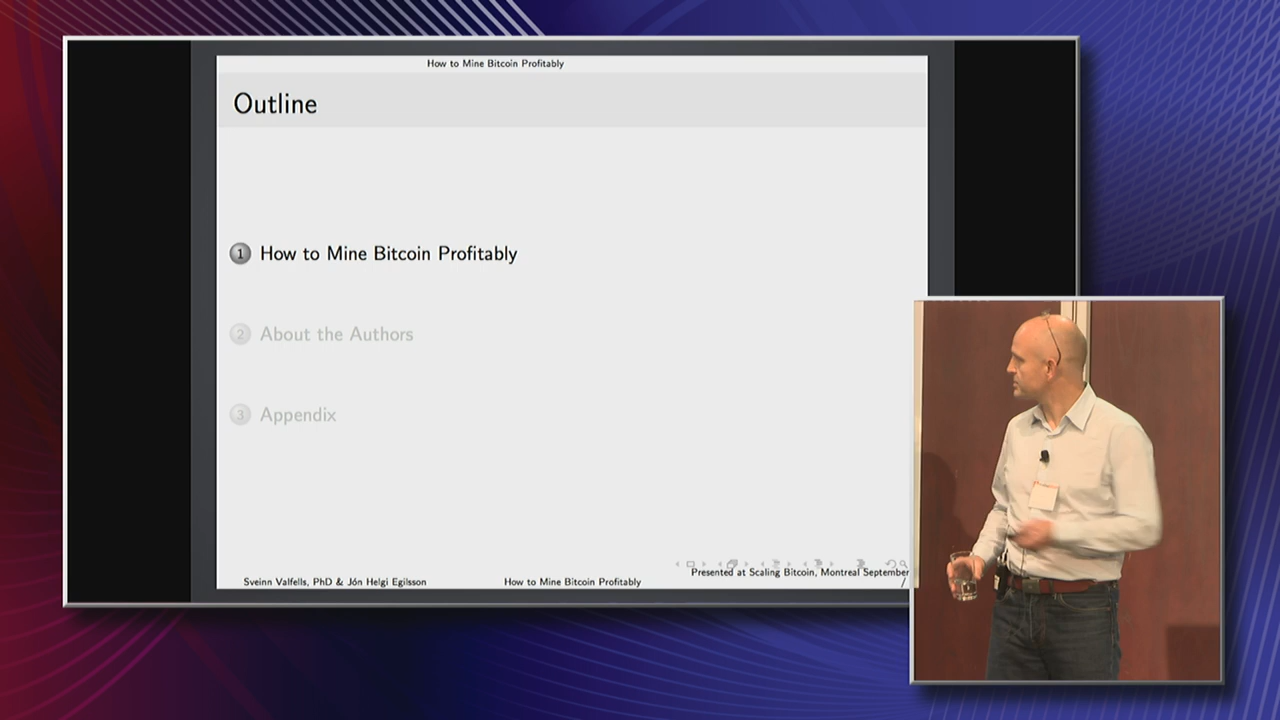 How to Mine Bitcoin Profitably
Outline
1 How to Mine Bitcoin Profitably
2 About the Authors
3 Appendix
Sveinn Valfells, PhD & Jón Helgi Egilsson
How to Mine Bitcoin Profitably
Presented at Scaling Bitcoin, Montreal September
/